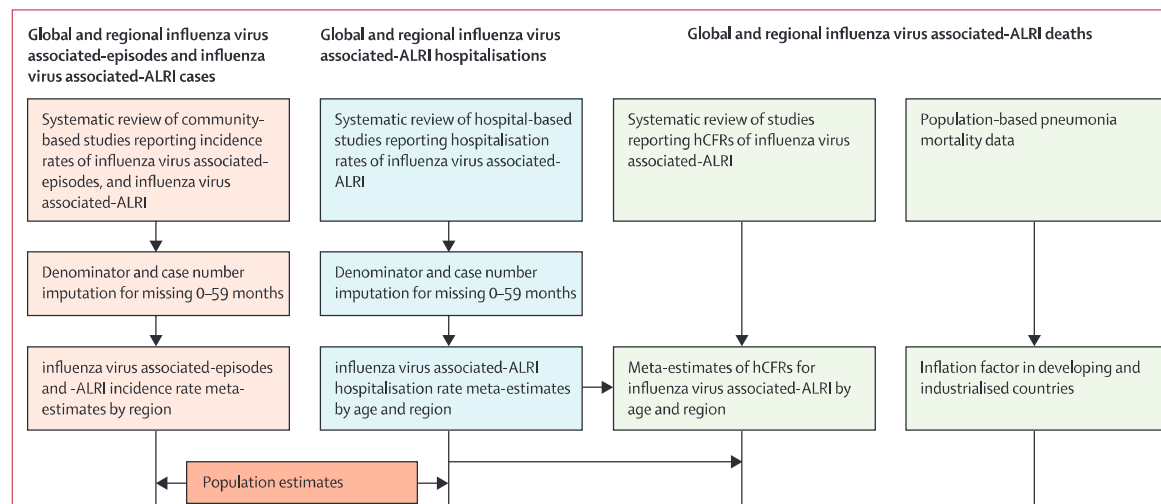 Global and regional influenza virus
associated-episodes and influenza
virus associated-ALRI cases
Global and regional influenza virus
associated-ALRI hospitalisations
Global and regional influenza virus associated-ALRI deaths
Systematic review of community-
based studies reporting incidence
rates of influenza virus associated-
episodes, and influenza virus
associated-ALRI
Systematic review of hospital-based
studies reporting hospitalisation
rates of influenza virus associated-
ALRI
Systematic review of studies
reporting hCFRs of influenza virus
associated-ALRI
Population-based pneumonia
mortality data
Denominator and case number
imputation for missing 0–59 months
Denominator and case number
imputation for missing 0–59 months
influenza virus associated-episodes
and -ALRI incidence rate meta-
estimates by region
influenza virus associated-ALRI
hospitalisation rate meta-estimates
by age and region
Meta-estimates of hCFRs for
influenza virus associated-ALRI by
age and region
Inflation factor in developing and
industrialised countries
Population estimates